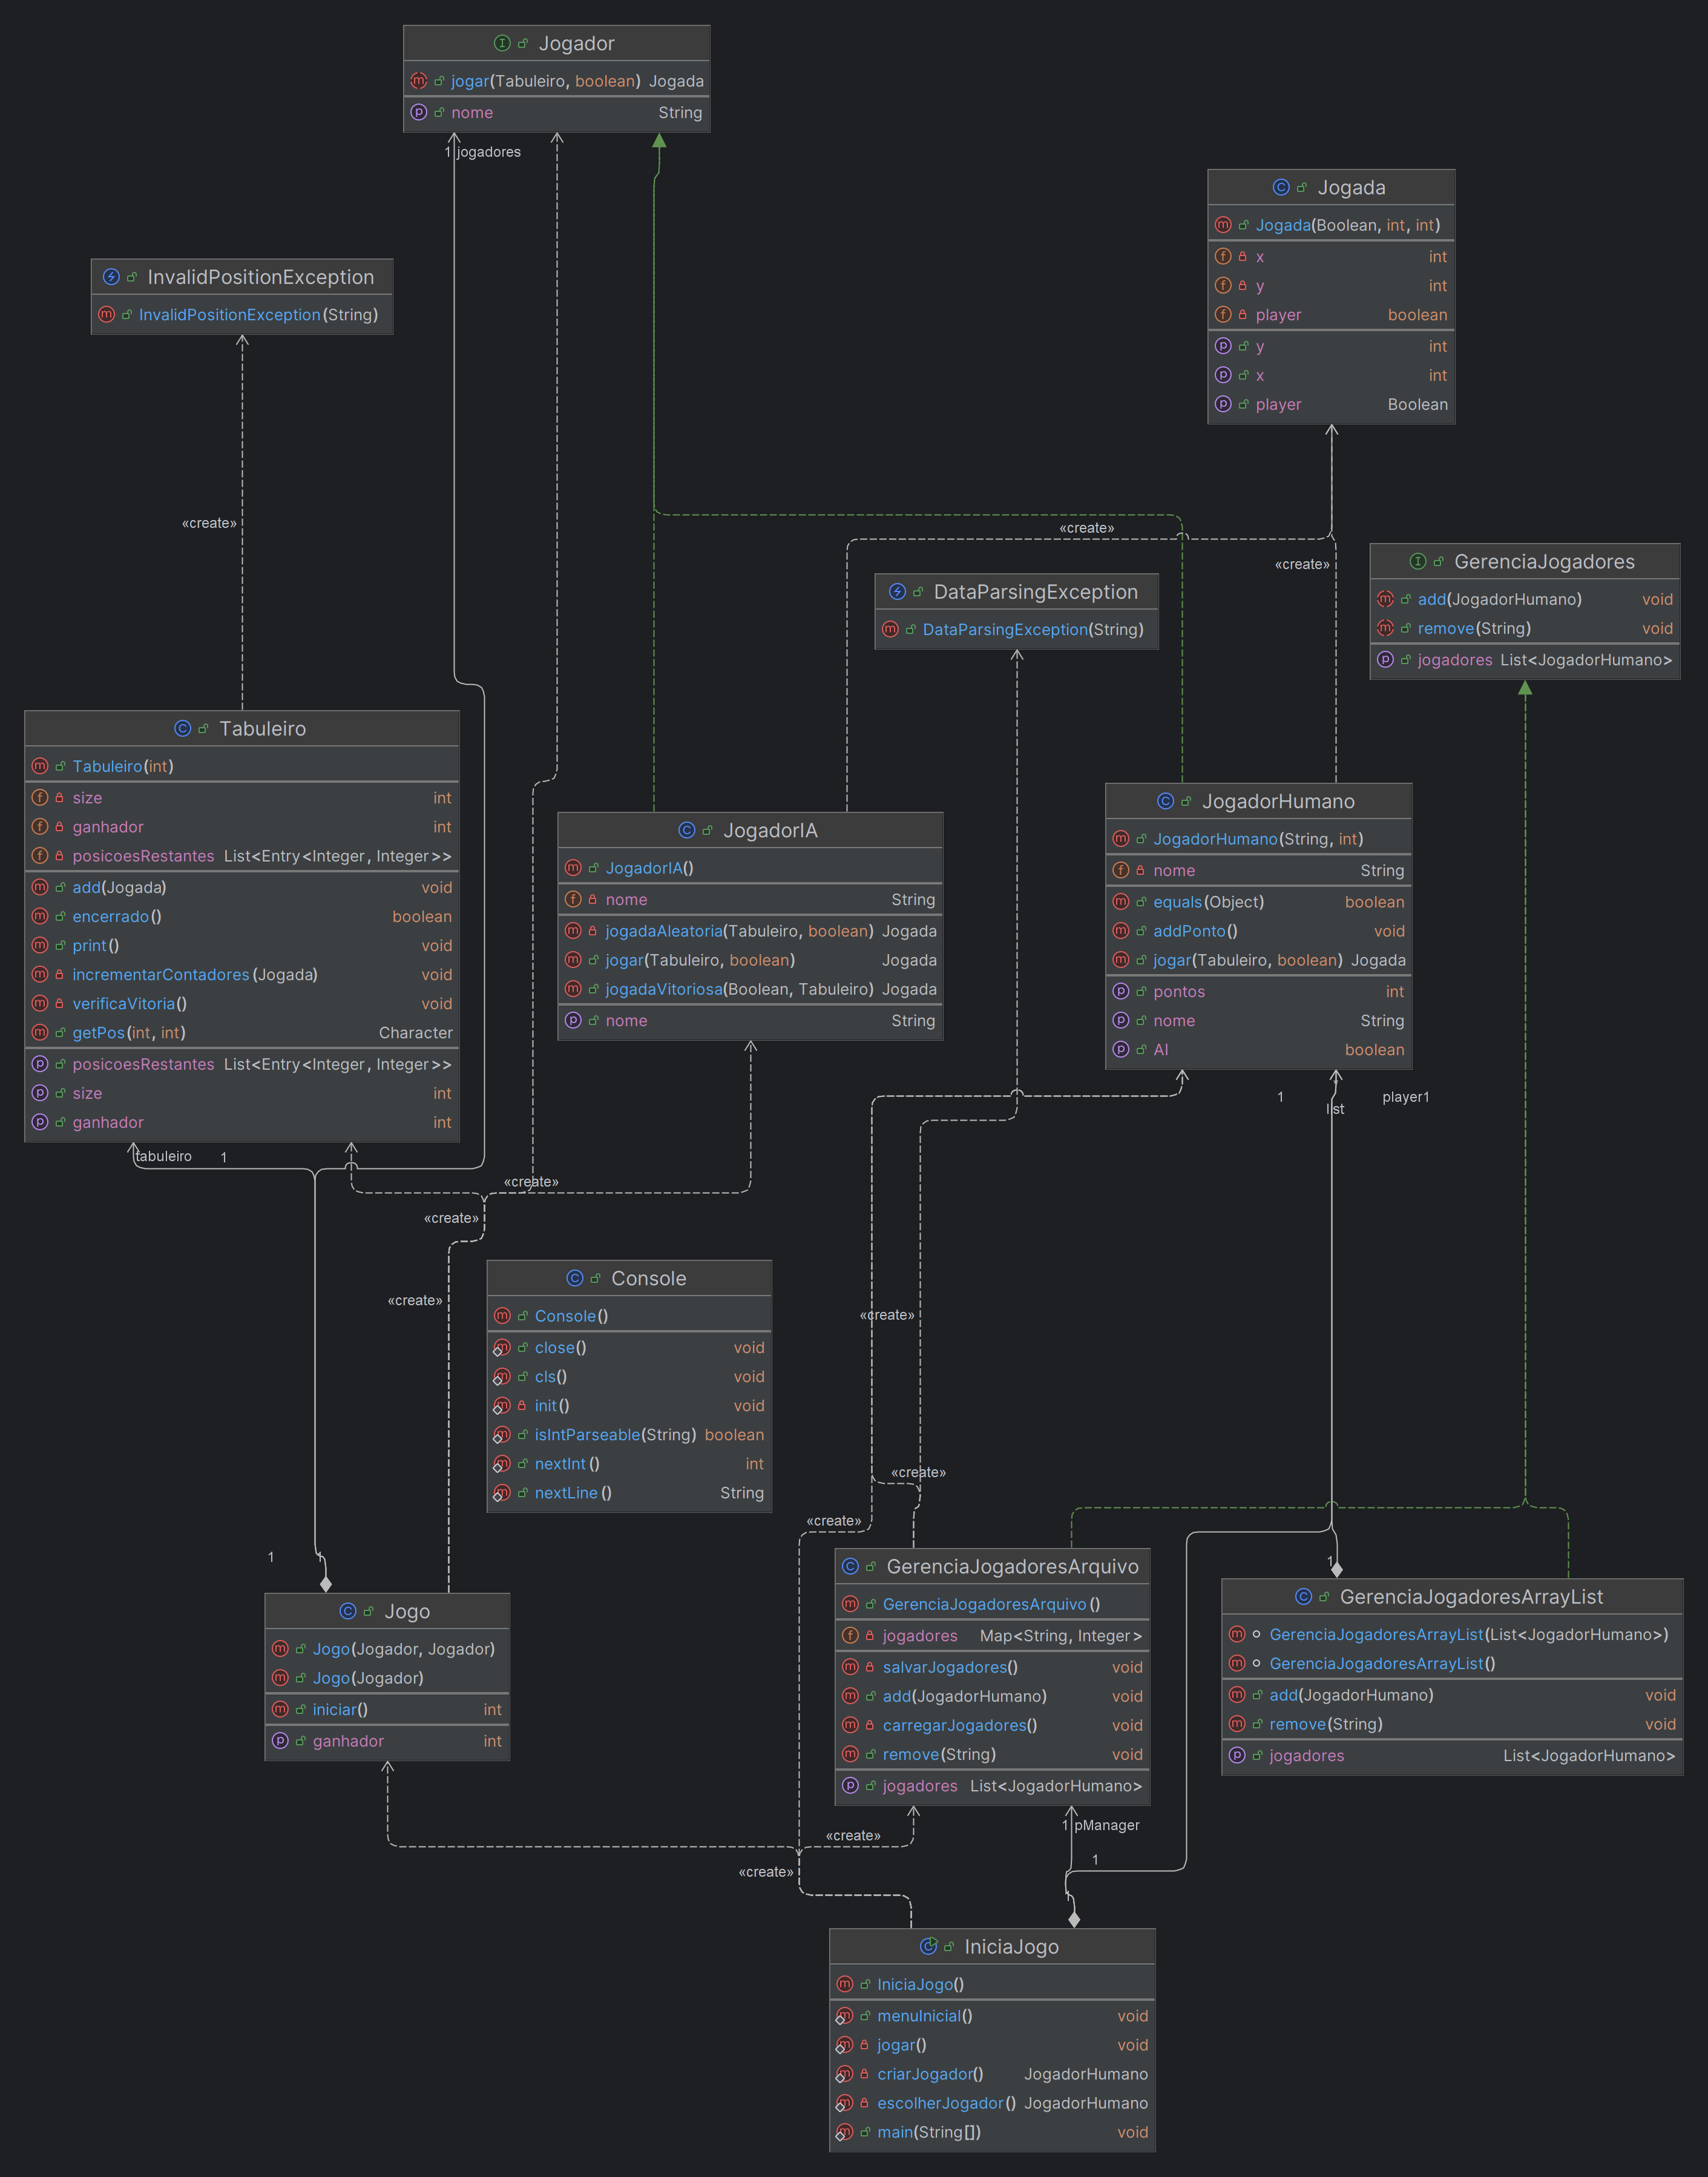 Jogador
jogar(Tabuleiro, boolean) Jogada
nome String
1 jogadores
Jogada
Jogada(Boolean, int, int)
x int
y int
player boolean
y int
x int
player Boolean
InvalidPositionException
InvalidPositionException(String)
«create»
«create»
«create»
GerenciaJogadores
add(JogadorHumano) void
remove(String) void
jogadores List<JogadorHumano>
DataParsingException
DataParsingException(String)
Tabuleiro
Tabuleiro(int)
size int
ganhador int
posicoesRestantes List<Entry<Integer, Integer>>
add(Jogada) void
encerrado() boolean
print() void
incrementarContadores(Jogada) void
verificaVitoria() void
getPos(int, int) Character
posicoesRestantes List<Entry<Integer, Integer>>
size int
ganhador int
JogadorIA
JogadorIA()
nome String
jogadaAleatoria(Tabuleiro, boolean) Jogada
jogar(Tabuleiro, boolean) Jogada
jogadaVitoriosa(Boolean, Tabuleiro) Jogada
nome String
JogadorHumano
JogadorHumano(String, int)
nome String
equals(Object) boolean
addPonto() void
jogar(Tabuleiro, boolean) Jogada
pontos int
nome String
AI boolean
1
*
list
player1
tabuleiro 1
«create»
«create»
«create»
Console
Console()
close() void
cls() void
init() void
isIntParseable(String) boolean
nextInt() int
nextLine() String
«create»
«create»
«create»
1 1
1
Jogo
Jogo(Jogador, Jogador)
Jogo(Jogador)
iniciar() int
ganhador int
GerenciaJogadoresArquivo
GerenciaJogadoresArquivo()
jogadores Map<String, Integer>
salvarJogadores() void
add(JogadorHumano) void
carregarJogadores() void
remove(String) void
jogadores List<JogadorHumano>
GerenciaJogadoresArrayList
GerenciaJogadoresArrayList(List<JogadorHumano>)
GerenciaJogadoresArrayList()
add(JogadorHumano) void
remove(String) void
jogadores List<JogadorHumano>
1 pManager
«create»
1
«create»
1
IniciaJogo
IniciaJogo()
menuInicial() void
jogar() void
criarJogador() JogadorHumano
escolherJogador() JogadorHumano
main(String[]) void